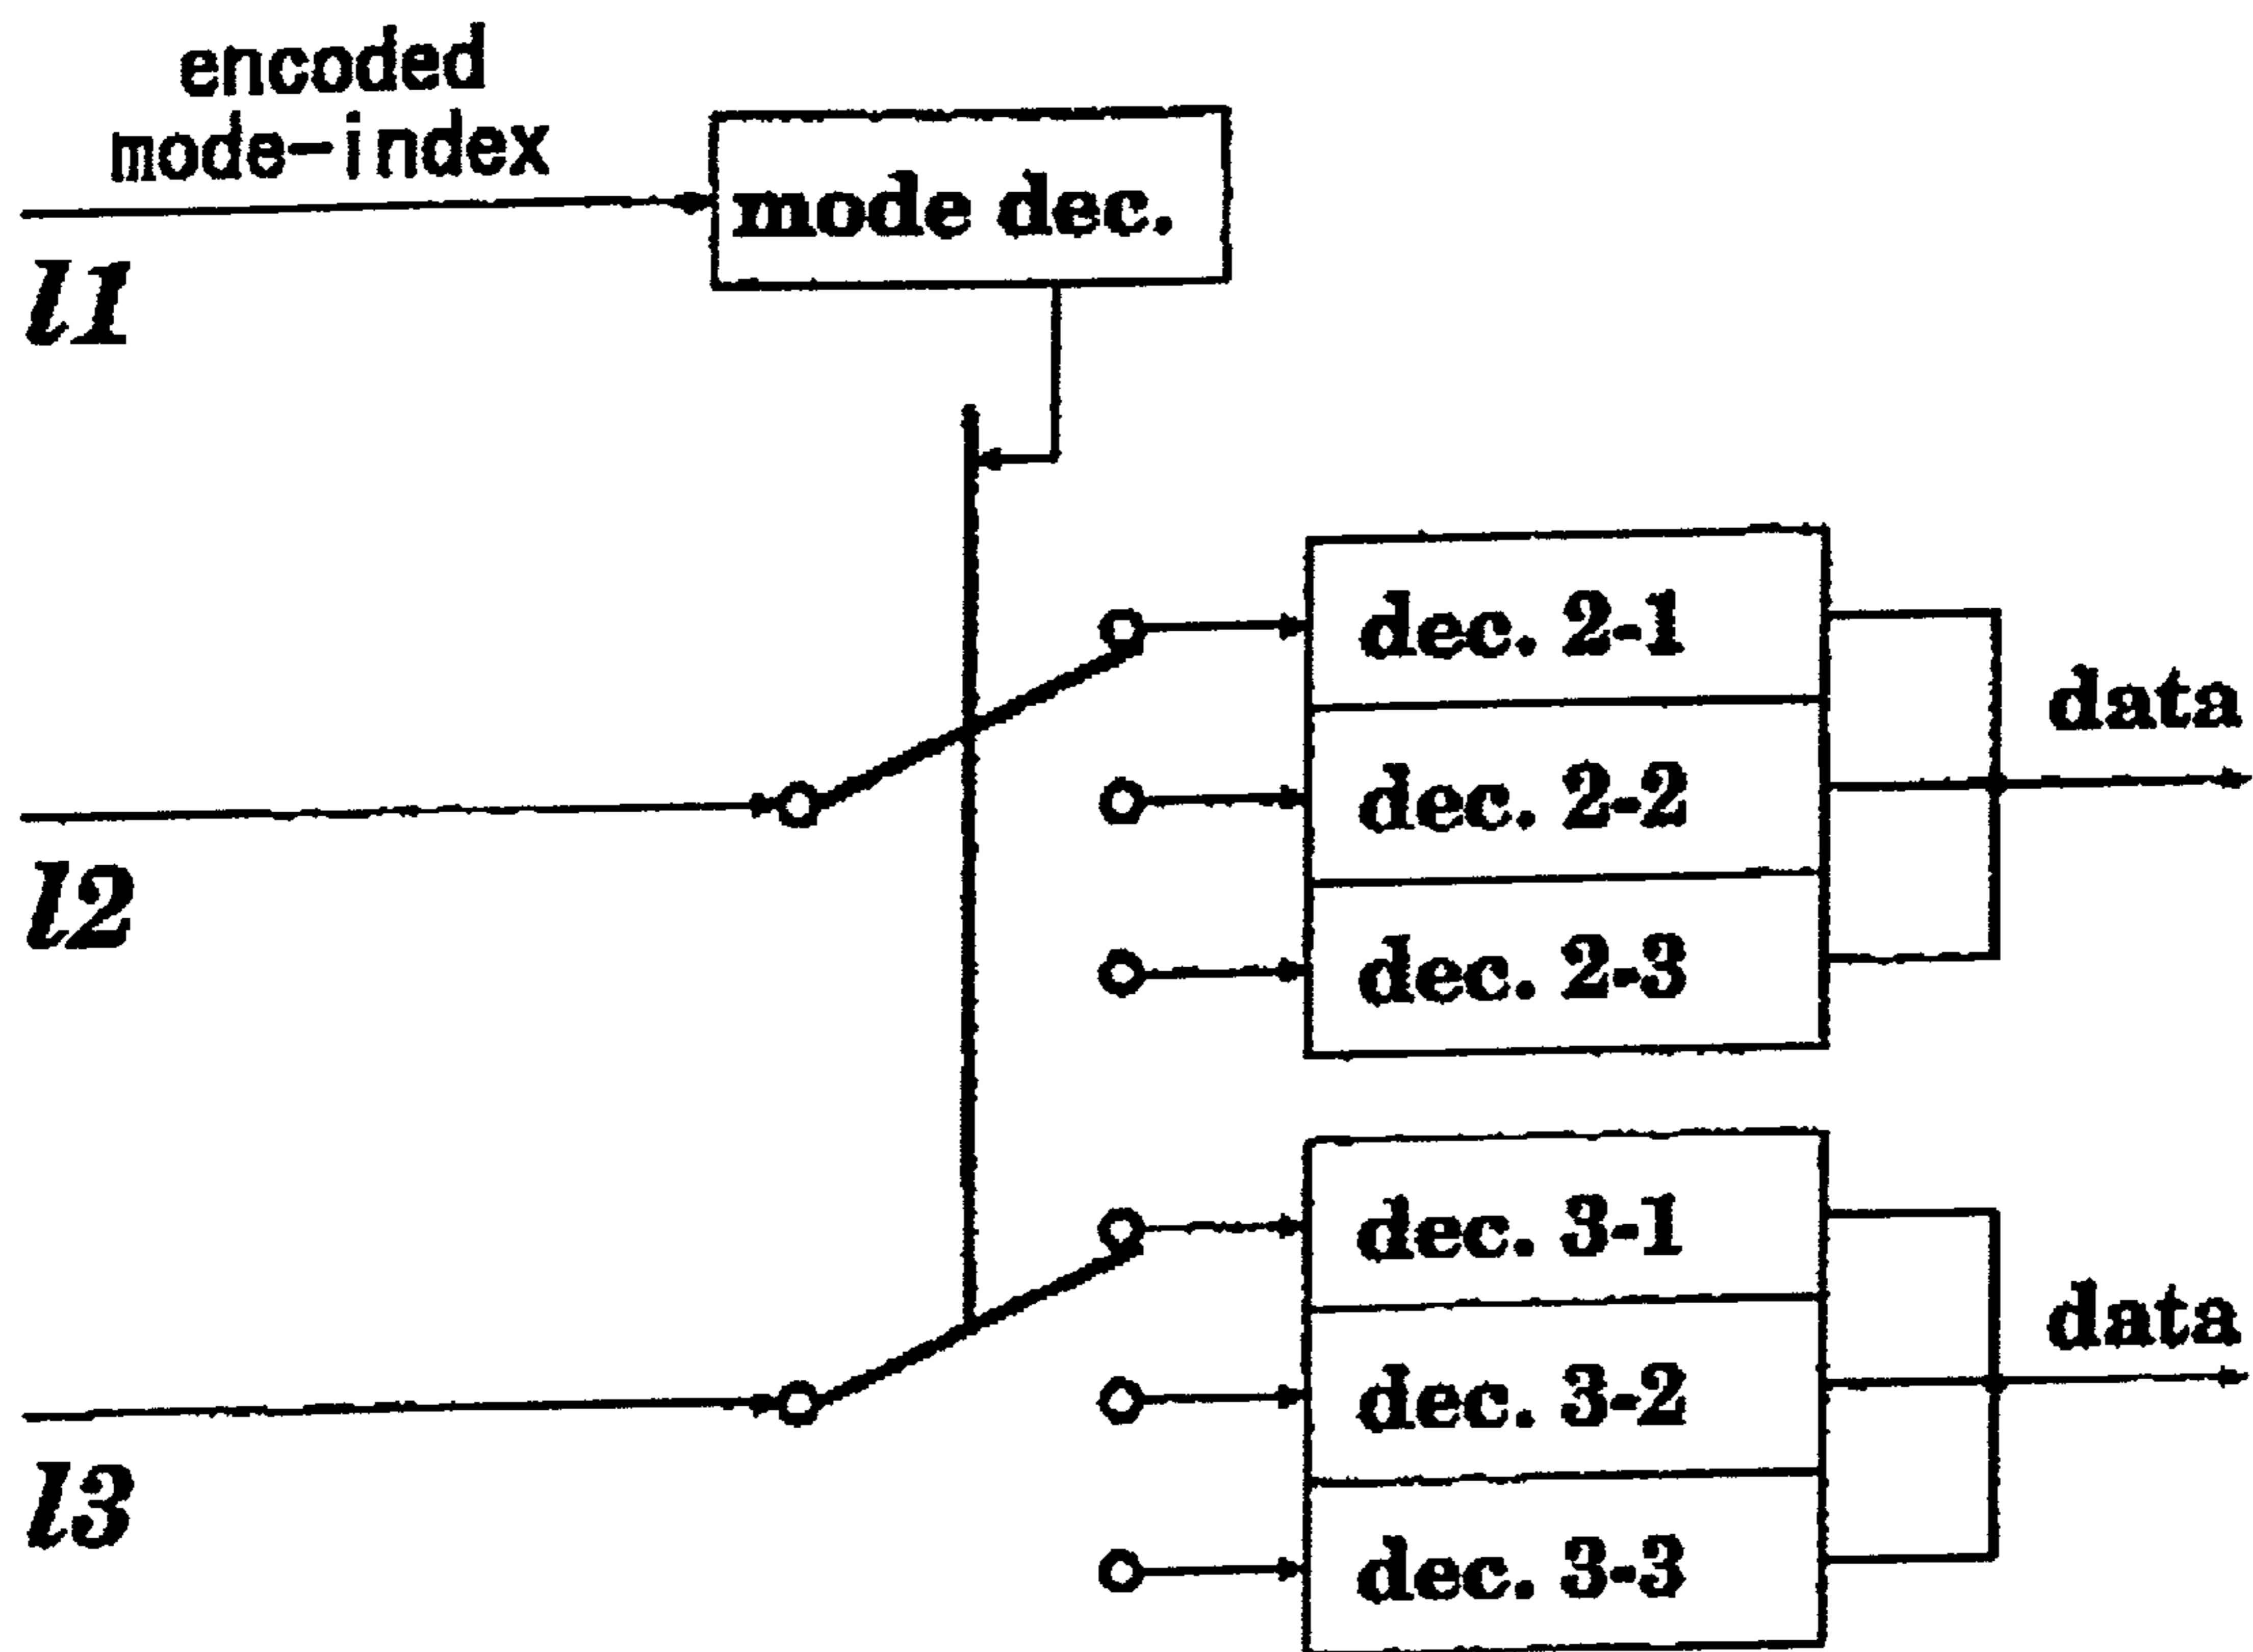 encoded
mode-index
mode dec.
l1
dec. 2-1
data
dec. 2-2
l2
dec. 2-3
dec. 3-1
data
dec. 3-2
l3
dec. 3-3